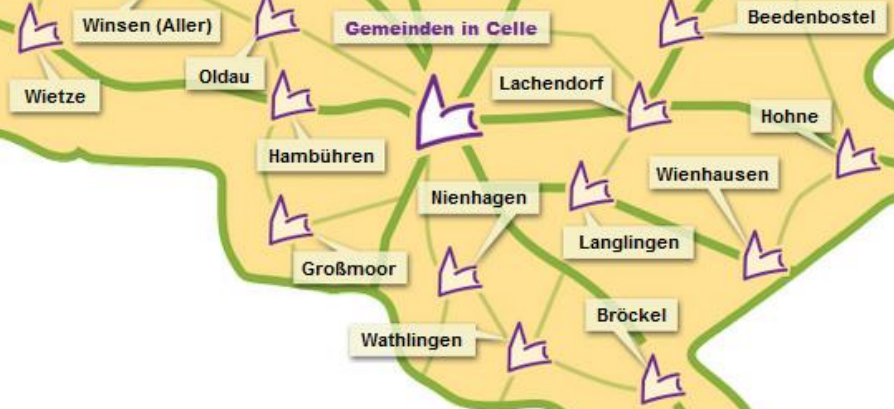 Winsen (Aller)
Gemeinden in Celle
Beedenbostel
Wietze
Oldau
Lachendorf
Hohne
Hambühren
Wienhausen
Nienhagen
Langlingen
Großmoor
Bröckel
Wathlingen